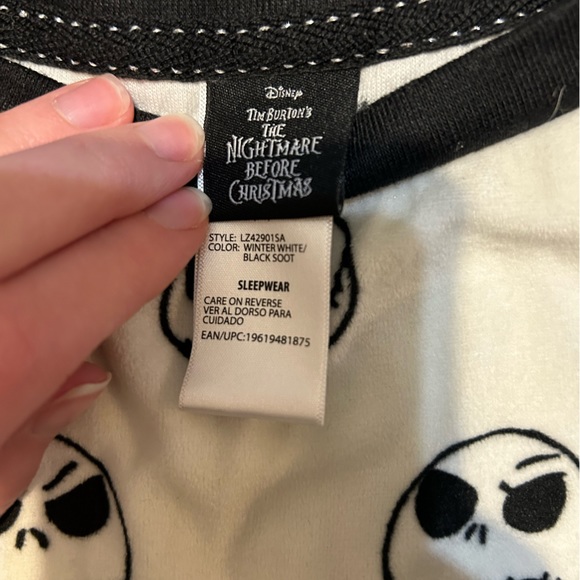 Disney
Tim Burton's
The
Nightmare
Before
Christmas
STYLE: LZ42901SA
COLOR: WINTER WHITE/
BLACK SOOT
SLEEPWEAR
CARE ON REVERSE
VER AL DORSO PARA
CUIDADO
EAN/UPC:19619481875